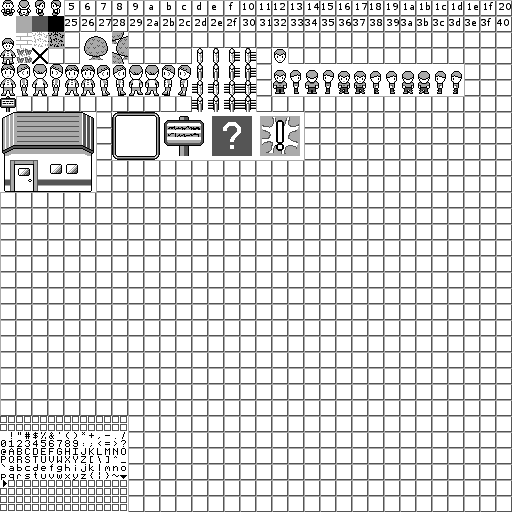 5 6 7 8 9 a b c d e f 10 11 12 13 14 15 16 17 18 19 1a 1b 1c 1d 1e 1f 20
25 26 27 28 29 2a 2b 2c 2d 2e 2f 30 31 32 33 34 35 36 37 38 39 3a 3b 3c 3d 3e 3f 40
? !
!"#$%&'()*+,-./
0123456789:;<=>?
@ABCDEFGHIJKLMNO
PQRSTUVWXYZ[\]^_
`abcdefghijklmno
pqrstuvwxyz{|}~